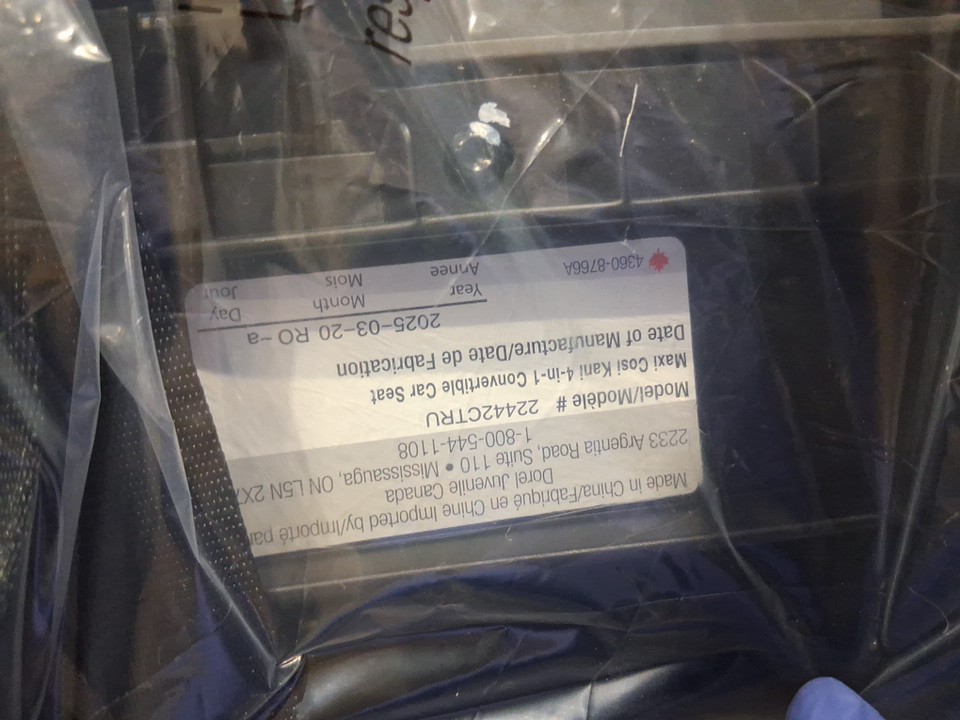 Made in China/Fabriqué en Chine Imported by/Importé par
Dorel Juvenile Canada
2233 Argentia Road, Suite 110 • Mississauga, ON L5N 2X7
1-800-544-1108
Model/Modèle # 22442CTRU
Maxi Cosi Kani 4-in-1 Convertible Car Seat
Date of Manufacture/Date de Fabrication
2025-03-20 RO -a
Year Month Day
Année Mois Jour
4360-8766A